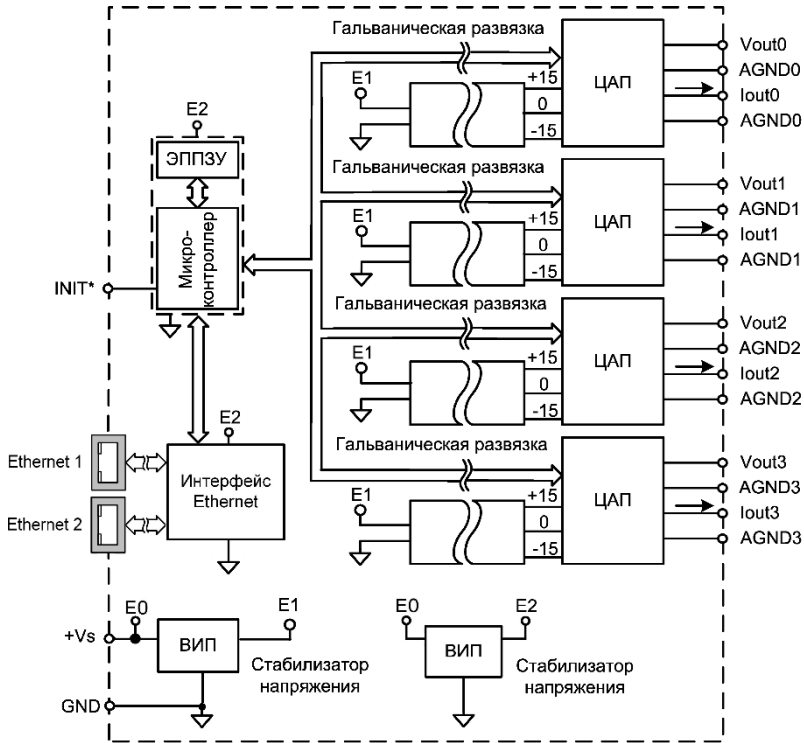 Гальваническая развязка
E1
+15
0
-15
ЦАП
Vout0
AGND0
Iout0
AGND0
E2
ЭППЗУ
Микро-
контроллер
INIT*
Гальваническая развязка
E1
+15
0
-15
ЦАП
Vout1
AGND1
Iout1
AGND1
Гальваническая развязка
E1
+15
0
-15
ЦАП
Vout2
AGND2
Iout2
AGND2
Гальваническая развязка
E1
+15
0
-15
ЦАП
Vout3
AGND3
Iout3
AGND3
E2
Ethernet 1
Ethernet 2
Интерфейс
Ethernet
+Vs
E0
ВИП
E1
Стабилизатор
напряжения
GND
E0
ВИП
E2
Стабилизатор
напряжения